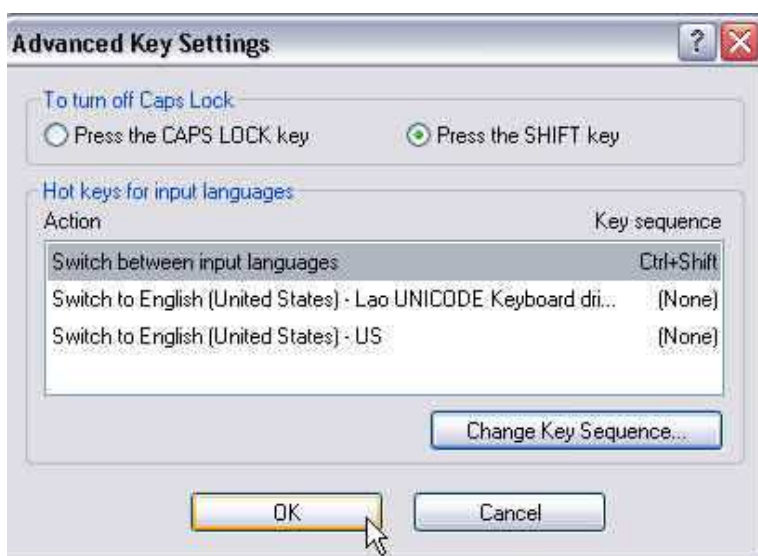 Advanced Key Settings
To turn off Caps Lock
Press the CAPS LOCK key Press the SHIFT key
Hot keys for input languages
Action Key sequence
Switch between input languages Ctrl+Shift
Switch to English (United States) - Lao UNICODE Keyboard dri... (None)
Switch to English (United States) - US (None)
Change Key Sequence...
OK Cancel